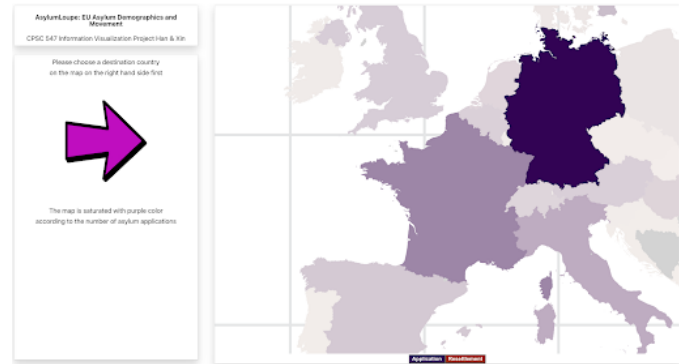 AsylumLoupe: EU Asylum Demographics and
Movement
CPSC 547 Information Visualization Project Han & Xin
Please choose a destination country
on the map on the right hand side first
The map is saturated with purple color
according to the number of asylum applications
Application Resettlement